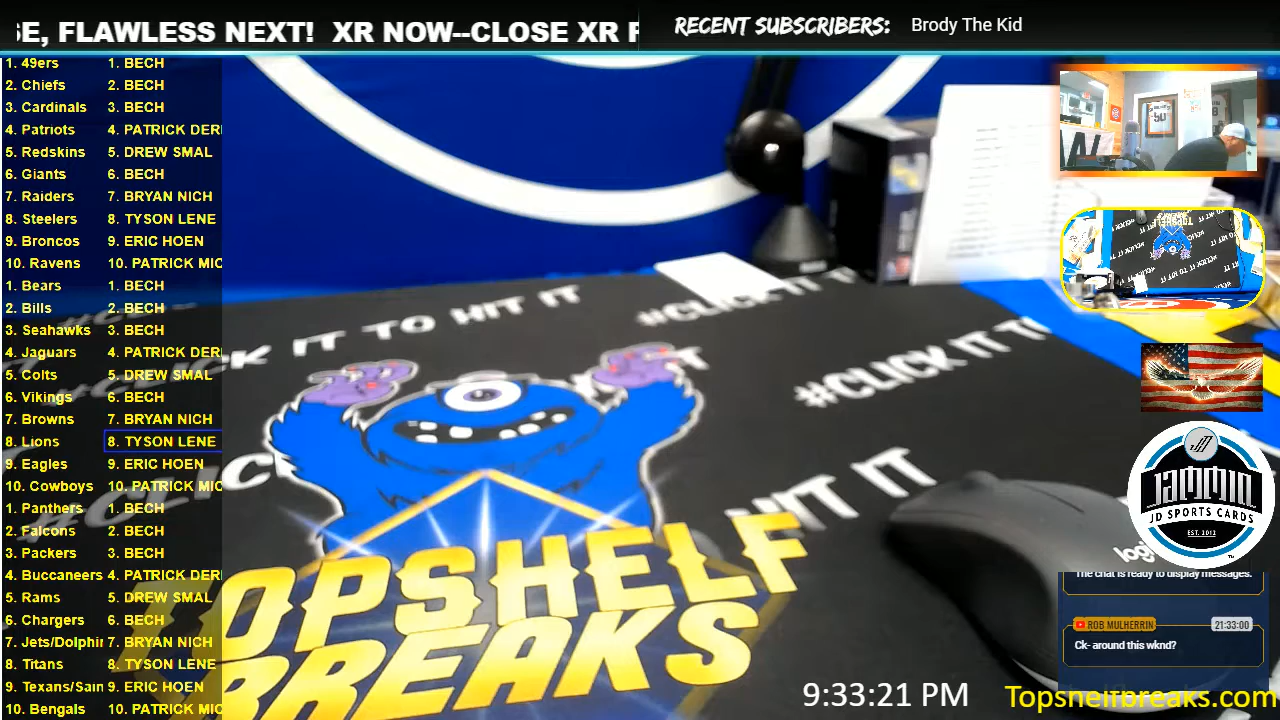 SE, FLAWLESS NEXT! XR NOW--CLOSE XR F
RECENT SUBSCRIBERS: Brody The Kid
1. 49ers 1. BECH
2. Chiefs 2. BECH
3. Cardinals 3. BECH
4. Patriots 4. PATRICK DERI
5. Redskins 5. DREW SMAL
6. Giants 6. BECH
7. Raiders 7. BRYAN NICH
8. Steelers 8. TYSON LENE
9. Broncos 9. ERIC HOEN
10. Ravens 10. PATRICK MIC
1. Bears 1. BECH
2. Bills 2. BECH
3. Seahawks 3. BECH
4. Jaguars 4. PATRICK DERI
5. Colts 5. DREW SMAL
6. Vikings 6. BECH
7. Browns 7. BRYAN NICH
8. Lions 8. TYSON LENE
9. Eagles 9. ERIC HOEN
10. Cowboys 10. PATRICK MIC
1. Panthers 1. BECH
2. Falcons 2. BECH
3. Packers 3. BECH
4. Buccaneers 4. PATRICK DERI
5. Rams 5. DREW SMAL
6. Chargers 6. BECH
7. Jets/Dolphin 7. BRYAN NICH
8. Titans 8. TYSON LENE
9. Texans/Sain 9. ERIC HOEN
10. Bengals 10. PATRICK MIC
CK IT TO HIT IT
#CLICK IT T
#CLICK IT T
#CLIC
HIT IT
OPSHELF
BREAKS
logi
JAMMIN
JD SPORTS CARDS
EST. 2012
The chat is ready to display messages.
ROB MULHERRIN 21:33:00
Ck- around this wknd?
9:33:21 PM
Topshelfbreaks.com